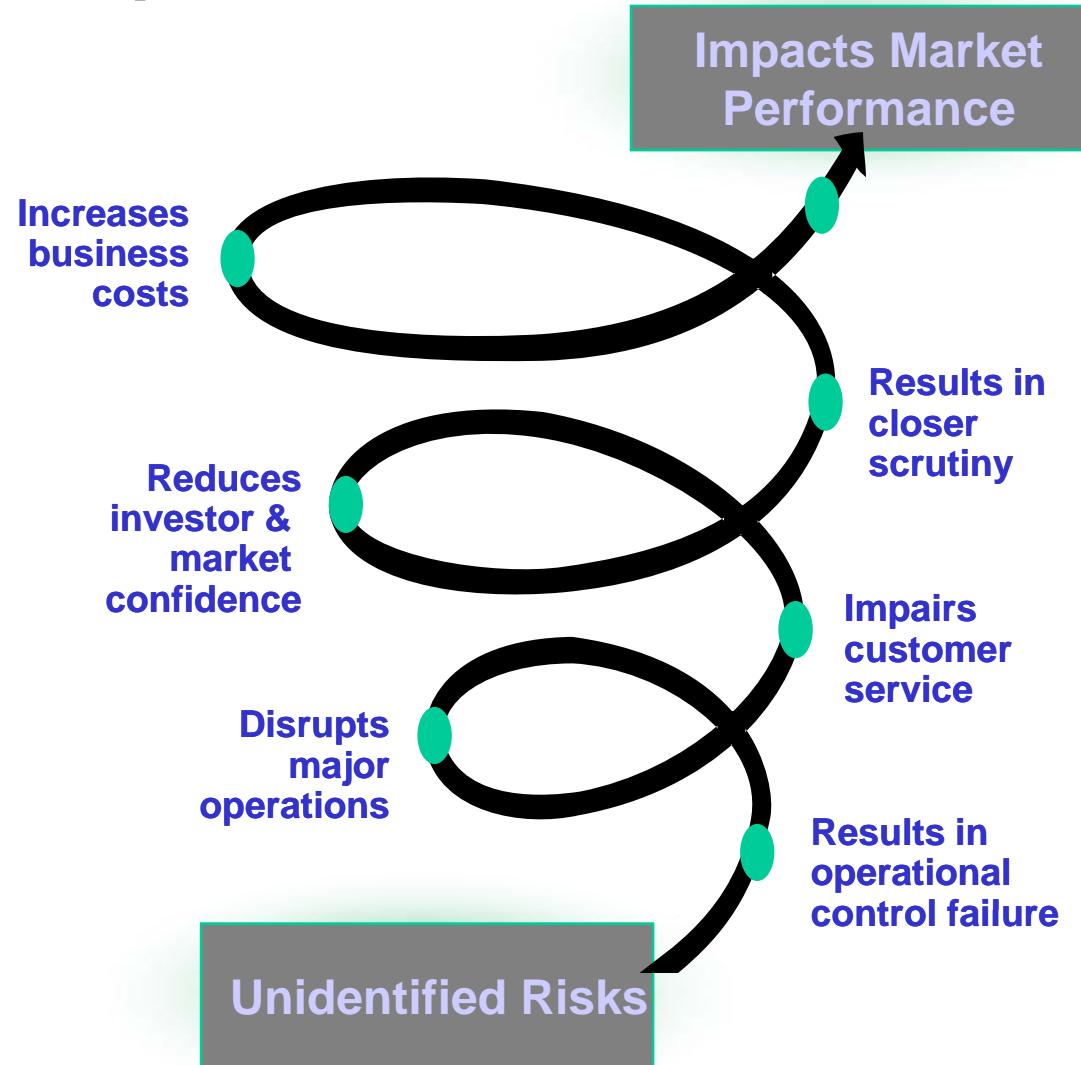 Impacts Market
Performance
Increases
business
costs
Results in
closer
scrutiny
Reduces
investor &
market
confidence
Impairs
customer
service
Disrupts
major
operations
Results in
operational
control failure
Unidentified Risks